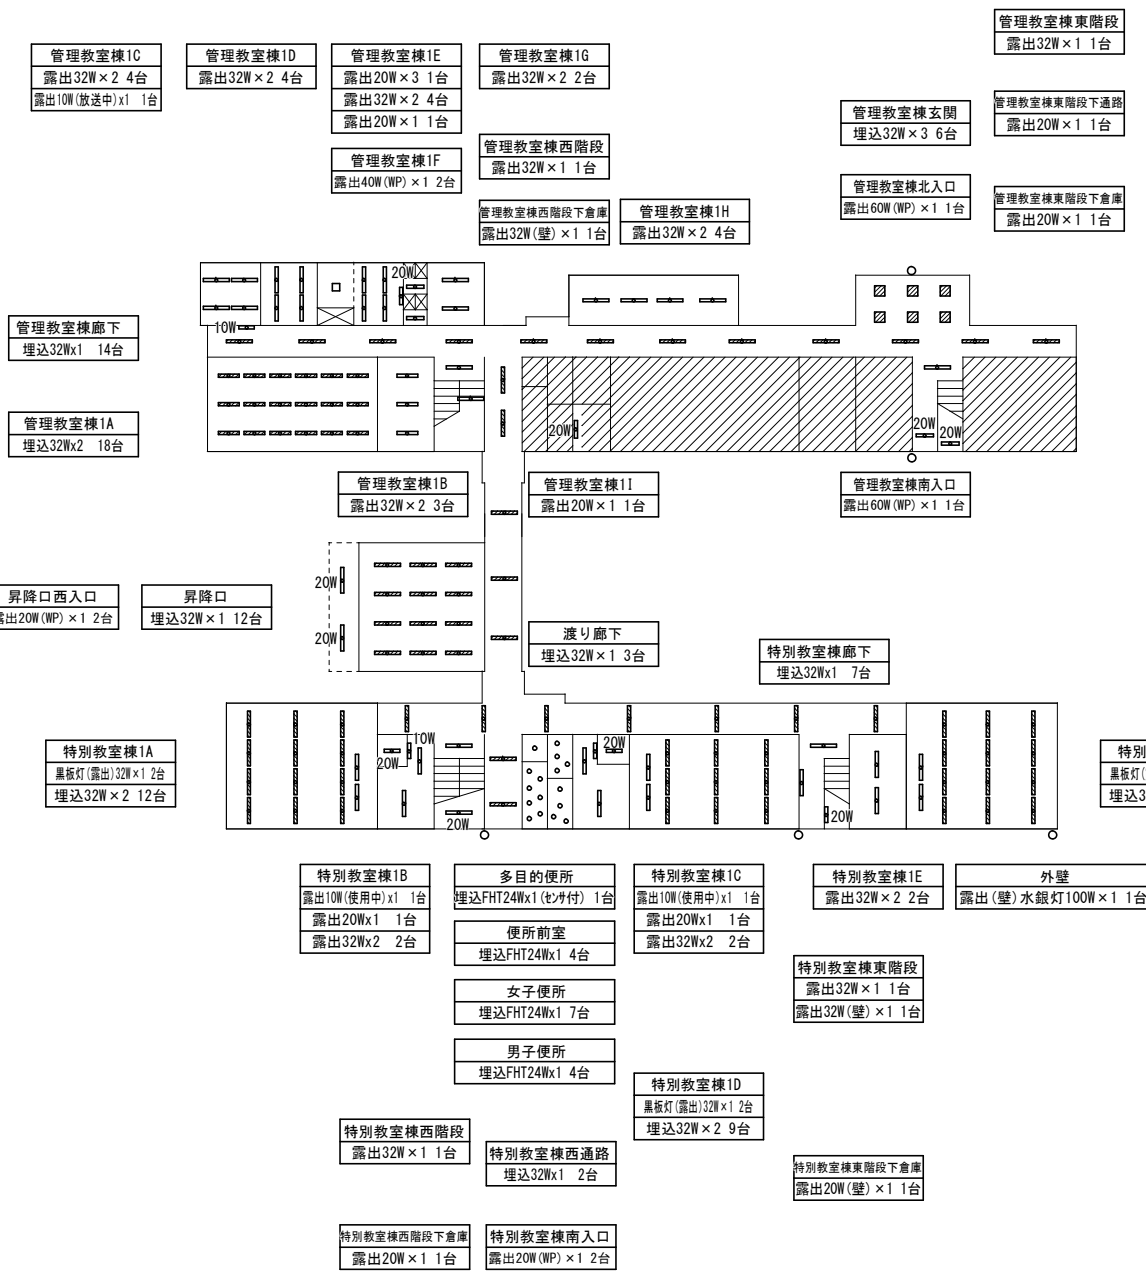 管理教室棟東階段
露出32W×1 1台
管理教室棟1C
露出32W×2 4台
露出10W(放送中)x1 1台
管理教室棟1D
露出32W×2 4台
管理教室棟1E
露出20W×3 1台
露出32W×2 4台
露出20W×1 1台
管理教室棟1G
露出32W×2 2台
管理教室棟玄関
埋込32W×3 6台
管理教室棟東階段下通路
露出20W×1 1台
管理教室棟西階段
露出32W×1 1台
管理教室棟1F
露出40W(WP)×1 2台
管理教室棟北入口
露出60W(WP)×1 1台
管理教室棟東階段下倉庫
露出20W×1 1台
管理教室棟西階段下倉庫
露出32W(壁)×1 1台
管理教室棟1H
露出32W×2 4台
20W
10W
管理教室棟廊下
埋込32Wx1 14台
管理教室棟1A
埋込32Wx2 18台
20W
20W
20W
管理教室棟1B
露出32W×2 3台
管理教室棟1I
露出20W×1 1台
管理教室棟南入口
露出60W(WP)×1 1台
20W
20W
昇降口西入口
露出20W(WP)×1 2台
昇降口
埋込32W×1 12台
渡り廊下
埋込32W×1 3台
特別教室棟廊下
埋込32Wx1 7台
特別教室棟1A
黒板灯(露出)32W×1 2台
埋込32W×2 12台
10W
20W
20W
20W
20W
特別
黒板灯(
埋込3
特別教室棟1B
露出10W(使用中)x1 1台
露出20Wx1 1台
露出32Wx2 2台
多目的便所
埋込FHT24Wx1(センサ付) 1台
便所前室
埋込FHT24Wx1 4台
女子便所
埋込FHT24Wx1 7台
男子便所
埋込FHT24Wx1 4台
特別教室棟1C
露出10W(使用中)x1 1台
露出20Wx1 1台
露出32Wx2 2台
特別教室棟1E
露出32W×2 2台
外壁
露出(壁)水銀灯100W×1 1台
特別教室棟東階段
露出32W×1 1台
露出32W(壁)×1 1台
特別教室棟1D
黒板灯(露出)32W×1 2台
埋込32W×2 9台
特別教室棟西階段
露出32W×1 1台
特別教室棟西通路
埋込32Wx1 2台
特別教室棟東階段下倉庫
露出20W(壁)×1 1台
特別教室棟西階段下倉庫
露出20W×1 1台
特別教室棟南入口
露出20W(WP)×1 2台